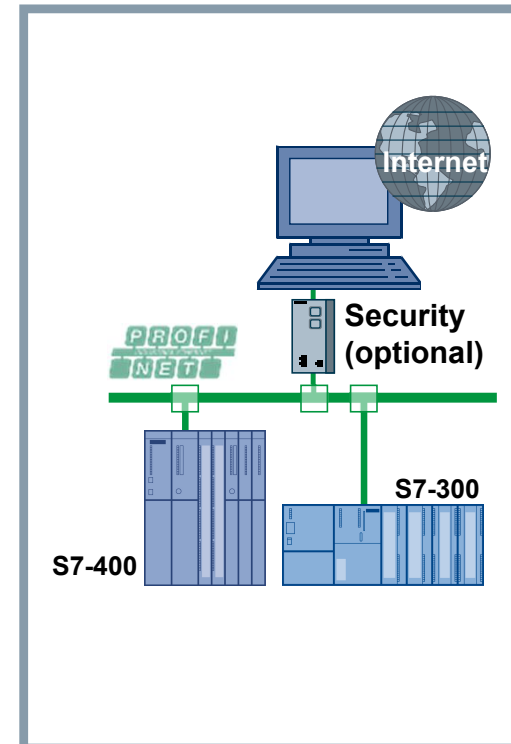 Internet
Security
(optional)
PROFI
NET
S7-300
S7-400